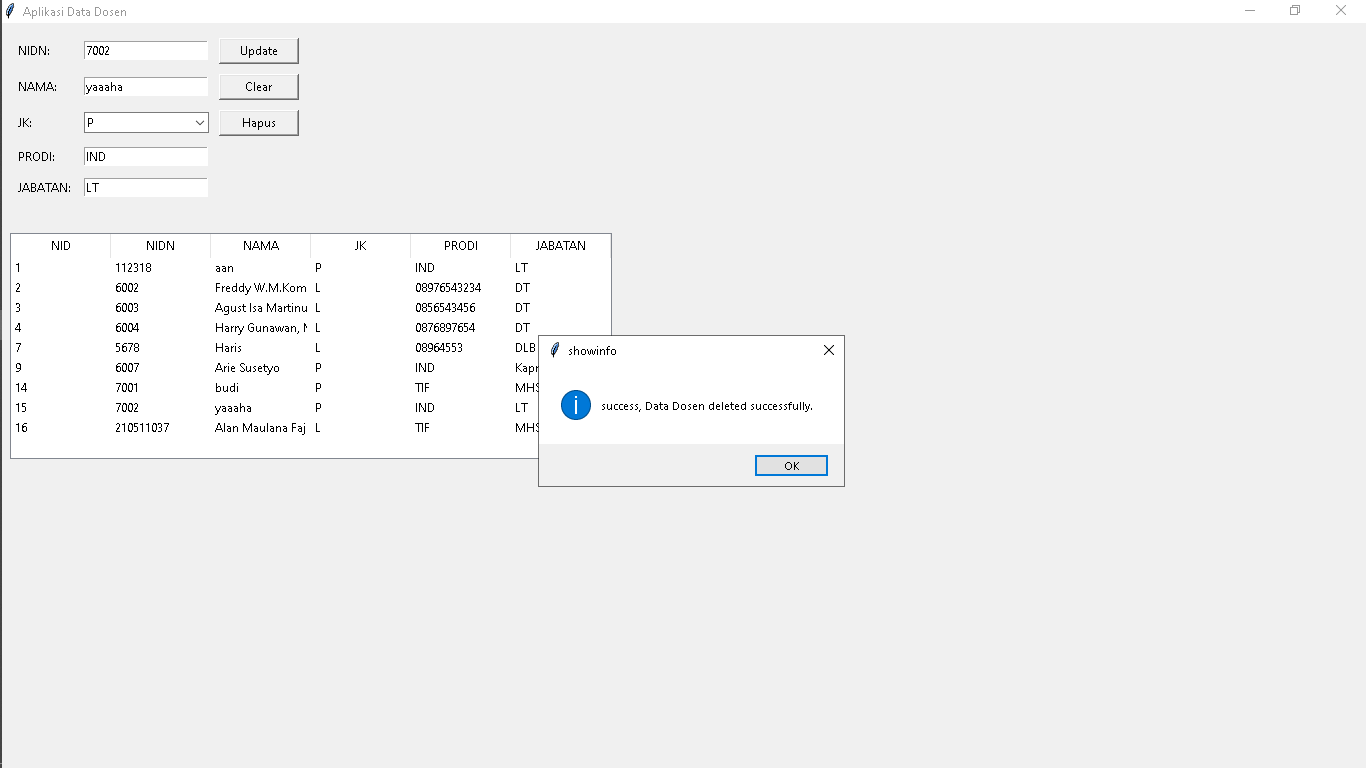 Aplikasi Data Dosen
NIDN: 7002 Update
NAMA: yaaaha Clear
JK: P Hapus
PRODI: IND
JABATAN: LT
NID NIDN NAMA JK PRODI JABATAN
1 112318 aan P IND LT
2 6002 Freddy W.M.Kom L 08976543234 DT
3 6003 Agust Isa Martinu L 0856543456 DT
4 6004 Harry Gunawan, L 0876897654 DT
7 5678 Haris L 08964553 DLB
9 6007 Arie Susetyo P IND Kapr
14 7001 budi P TIF MHS
15 7002 yaaaha P IND LT
16 210511037 Alan Maulana Faj L TIF MHS
showinfo
success, Data Dosen deleted successfully.
OK